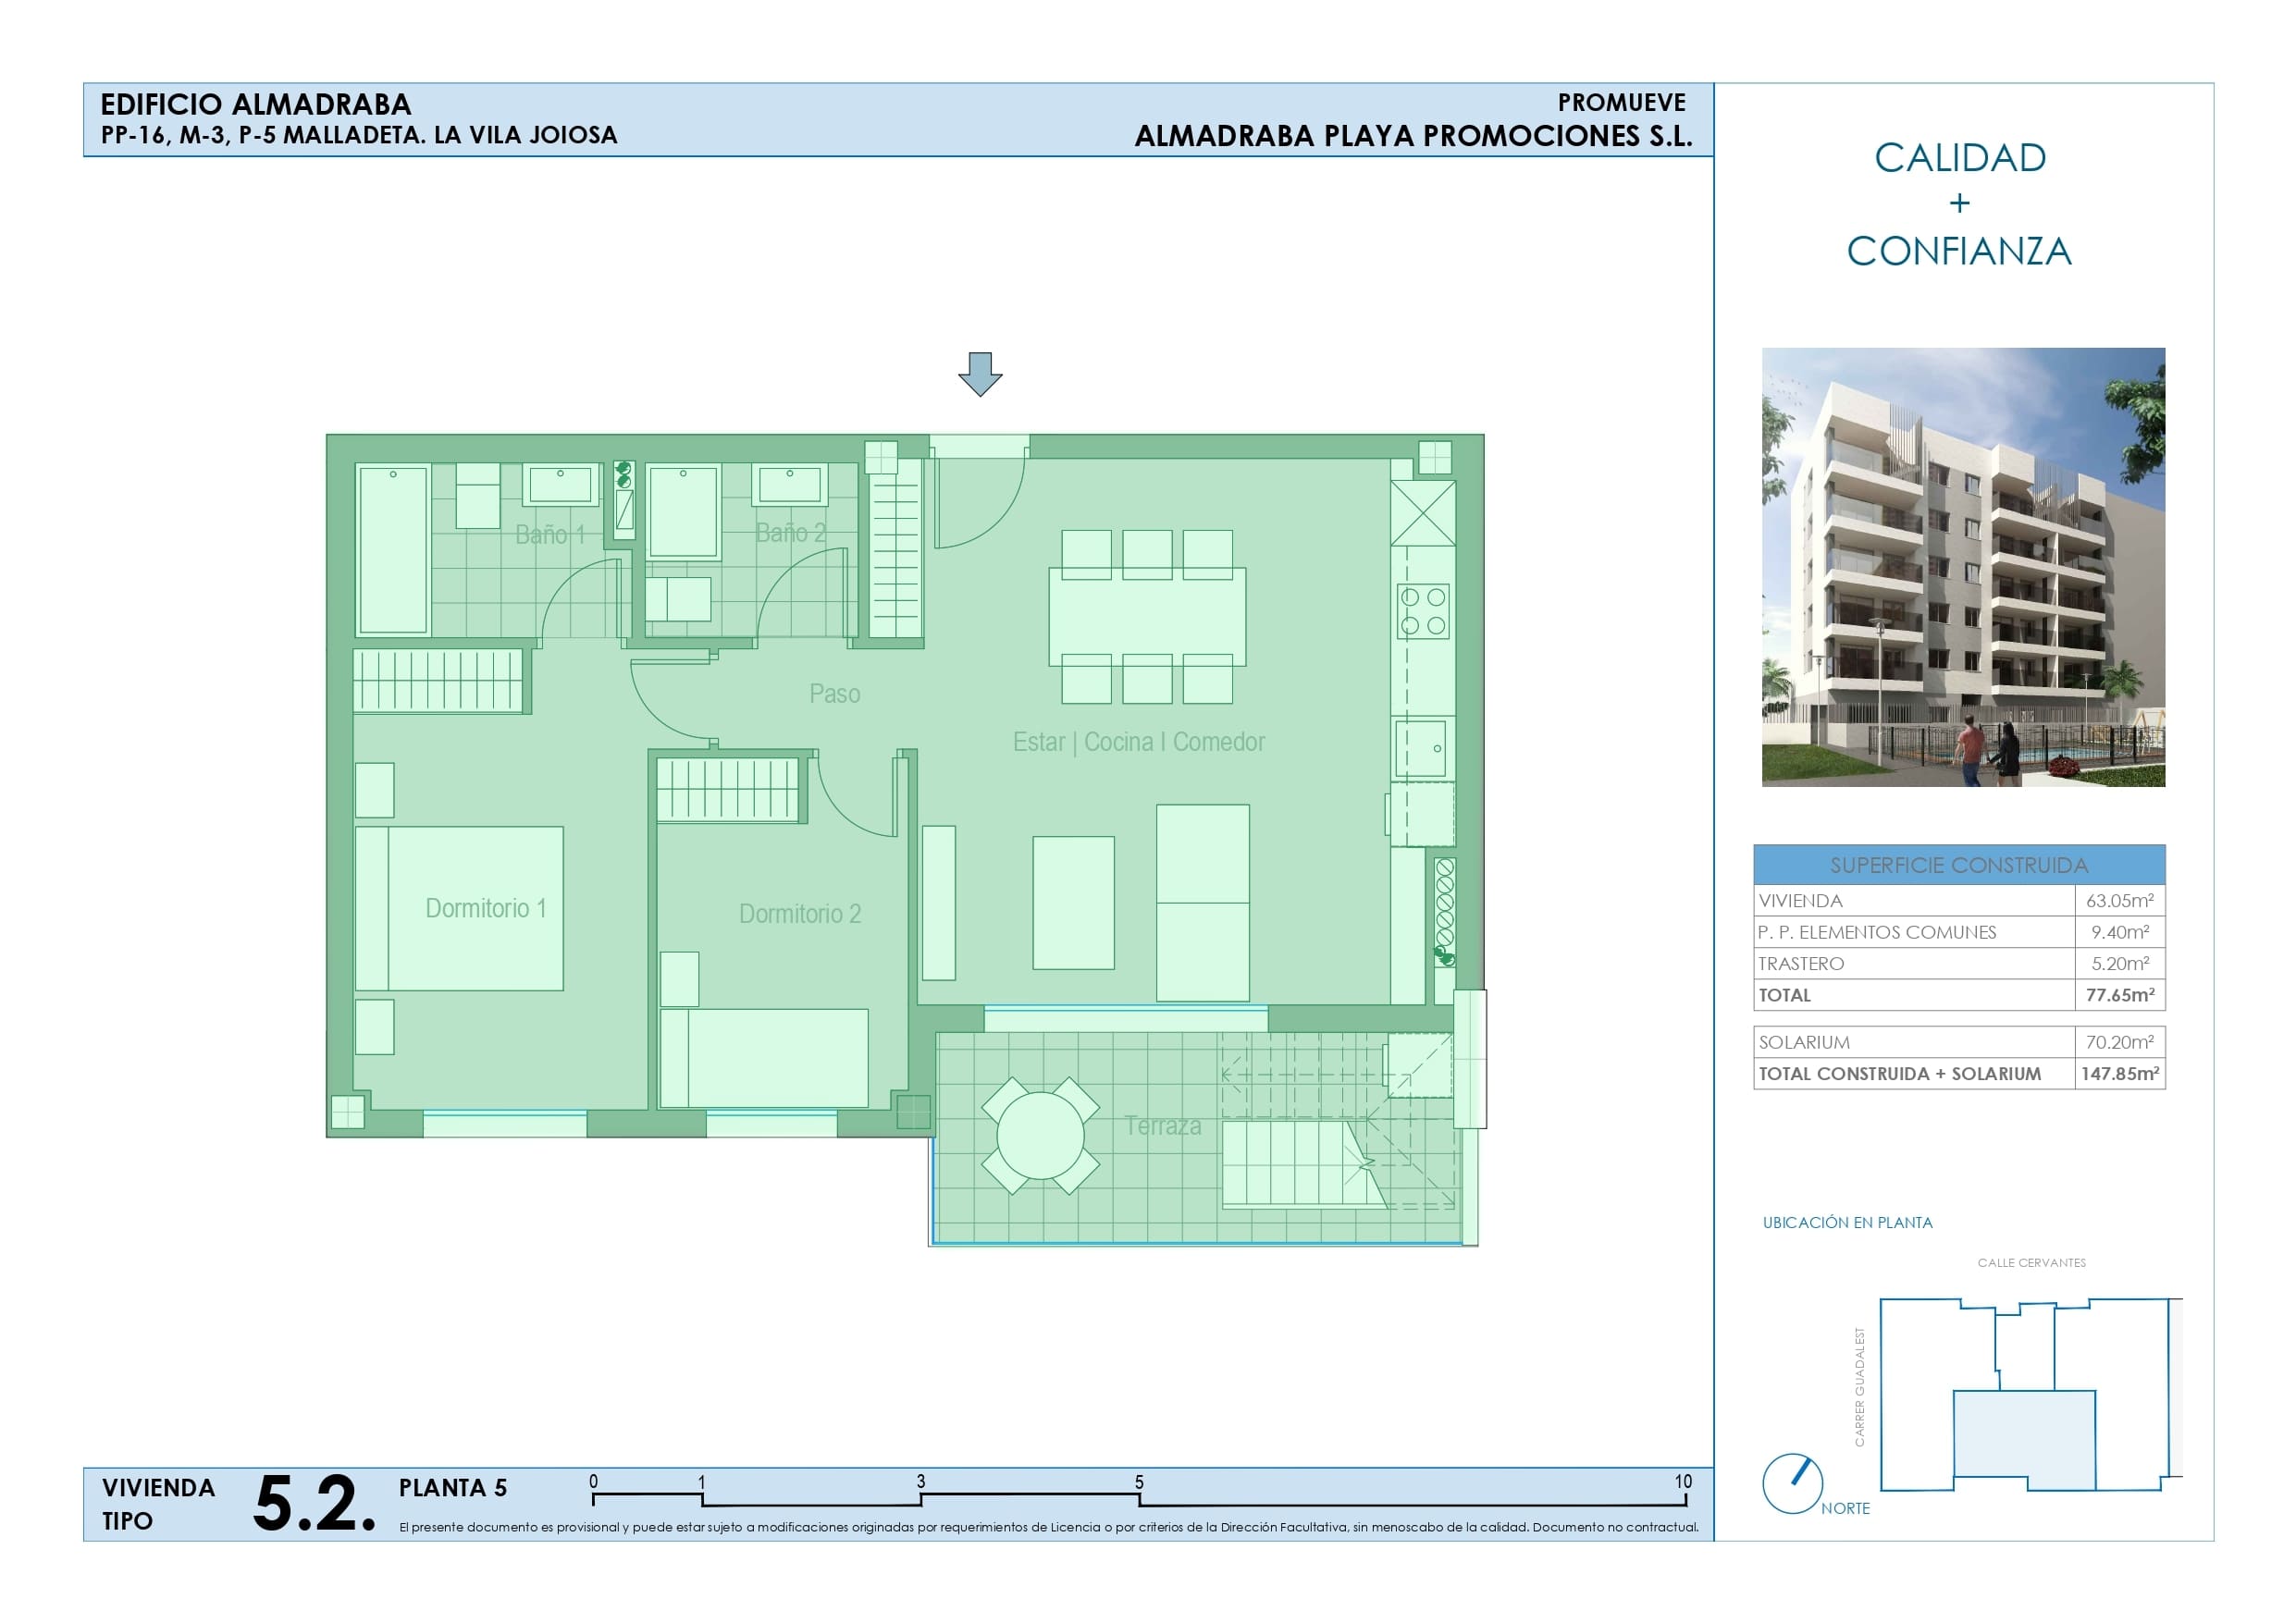 EDIFICIO ALMADRABA
PP-16, M-3, P-5 MALLADETA. LA VILA JOIOSA
PROMUEVE
ALMADRABA PLAYA PROMOCIONES S.L.
CALIDAD
+
CONFIANZA
Baño 1
Baño 2
Paso
Estar | Cocina I Comedor
Dormitorio 1
Dormitorio 2
Terraza
SUPERFICIE CONSTRUIDA
VIVIENDA 63.05m²
P. P. ELEMENTOS COMUNES 9.40m²
TRASTERO 5.20m²
TOTAL 77.65m²
SOLARIUM 70.20m²
TOTAL CONSTRUIDA + SOLARIUM 147.85m²
UBICACIÓN EN PLANTA
CALLE CERVANTES
CARRER GUADALEST
NORTE
VIVIENDA
TIPO
5.2.
PLANTA 5
0 1 3 5 10
El presente documento es provisional y puede estar sujeto a modificaciones originadas por requerimientos de Licencia o por criterios de la Dirección Facultativa, sin menoscabo de la calidad. Documento no contractual.